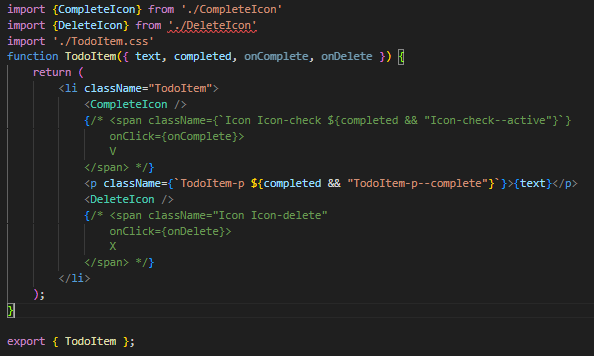 import {CompleteIcon} from './CompleteIcon'
import {DeleteIcon} from './DeleteIcon'
import './TodoItem.css'
function TodoItem({ text, completed, onComplete, onDelete }) {
    return (
        <li className="TodoItem">
            <CompleteIcon />
            {/* <span className={`Icon Icon-check ${completed && "Icon-check--active"}`}
                onClick={onComplete}>
                V
            </span> */}
            <p className={`TodoItem-p ${completed && "TodoItem-p--complete"}`}>{text}</p>
            <DeleteIcon />
            {/* <span className="Icon Icon-delete"
                onClick={onDelete}>
                X
            </span> */}
        </li>
    );
}
export { TodoItem };